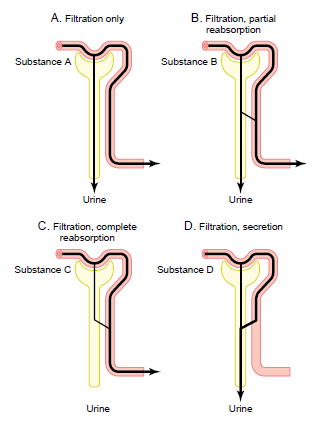 A. Filtration only
Substance A
Urine
B. Filtration, partial
reabsorption
Substance B
Urine
C. Filtration, complete
reabsorption
Substance C
Urine
D. Filtration, secretion
Substance D
Urine